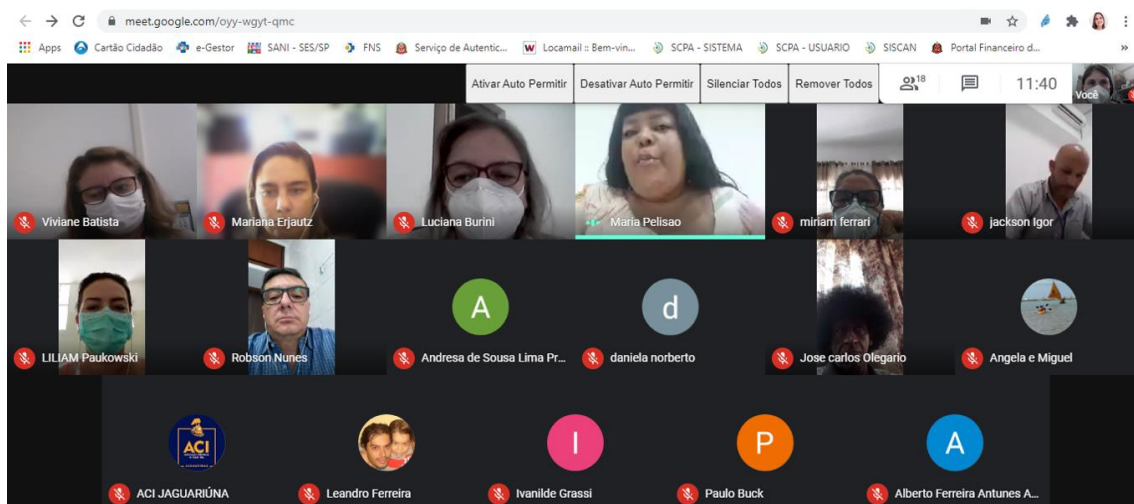 meet.google.com/oyy-wgyt-qmc
Apps Cartão Cidadão e-Gestor SANI - SES/SP FNS Serviço de Autentic... Locamail :: Bem-vin... SCPA - SISTEMA SCPA - USUARIO SISCAN Portal Financeiro d... »
Ativar Auto Permitir Desativar Auto Permitir Silenciar Todos Remover Todos 18 11:40 Você
Viviane Batista Mariana Erjautz Luciana Burini Maria Pelisao miriam ferrari jackson Igor
A d
LILIAM Paukowski Robson Nunes Andresa de Sousa Lima Pr... daniela norberto Jose carlos Olegario Angela e Miguel
ACI I P A
ACI JAGUARIÚNA Leandro Ferreira Ivanilde Grassi Paulo Buck Alberto Ferreira Antunes A...